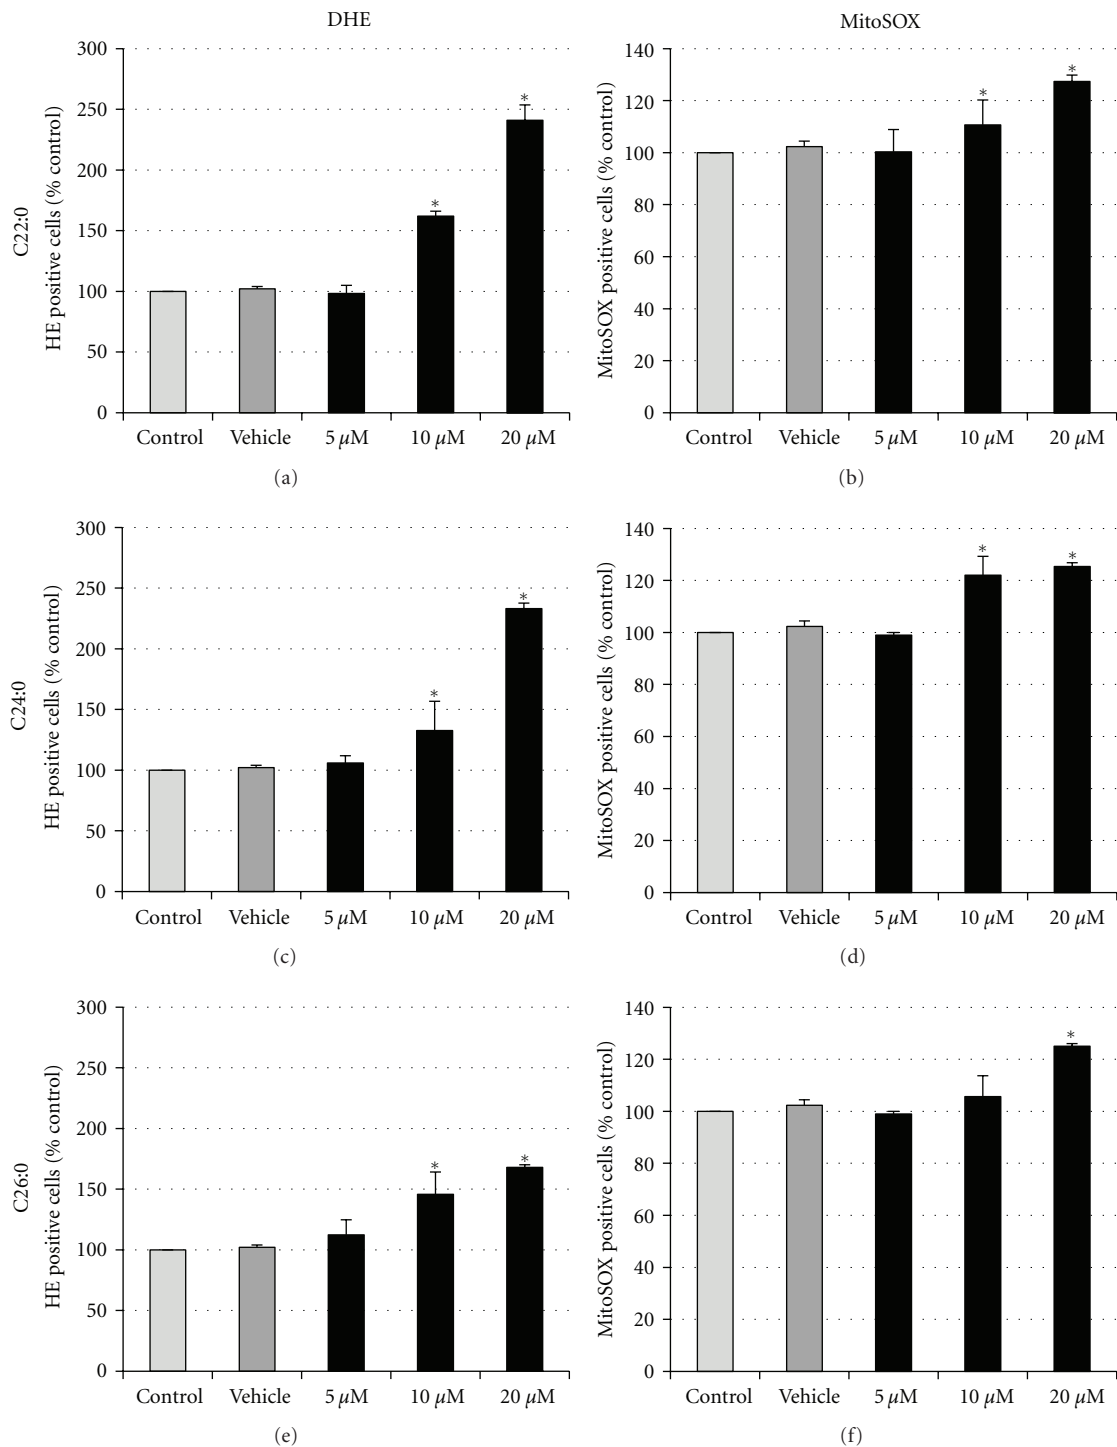 DHE
MitoSOX
C22:0
HE positive cells (% control)
300
250
200
150
100
50
0
*
*
Control Vehicle 5 µM 10 µM 20 µM
(a)
MitoSOX positive cells (% control)
140
120
100
80
60
40
20
0
*
*
Control Vehicle 5 µM 10 µM 20 µM
(b)
C24:0
HE positive cells (% control)
300
250
200
150
100
50
0
*
*
Control Vehicle 5 µM 10 µM 20 µM
(c)
MitoSOX positive cells (% control)
140
120
100
80
60
40
20
0
*
*
Control Vehicle 5 µM 10 µM 20 µM
(d)
C26:0
HE positive cells (% control)
300
250
200
150
100
50
0
*
*
Control Vehicle 5 µM 10 µM 20 µM
(e)
MitoSOX positive cells (% control)
140
120
100
80
60
40
20
0
*
Control Vehicle 5 µM 10 µM 20 µM
(f)